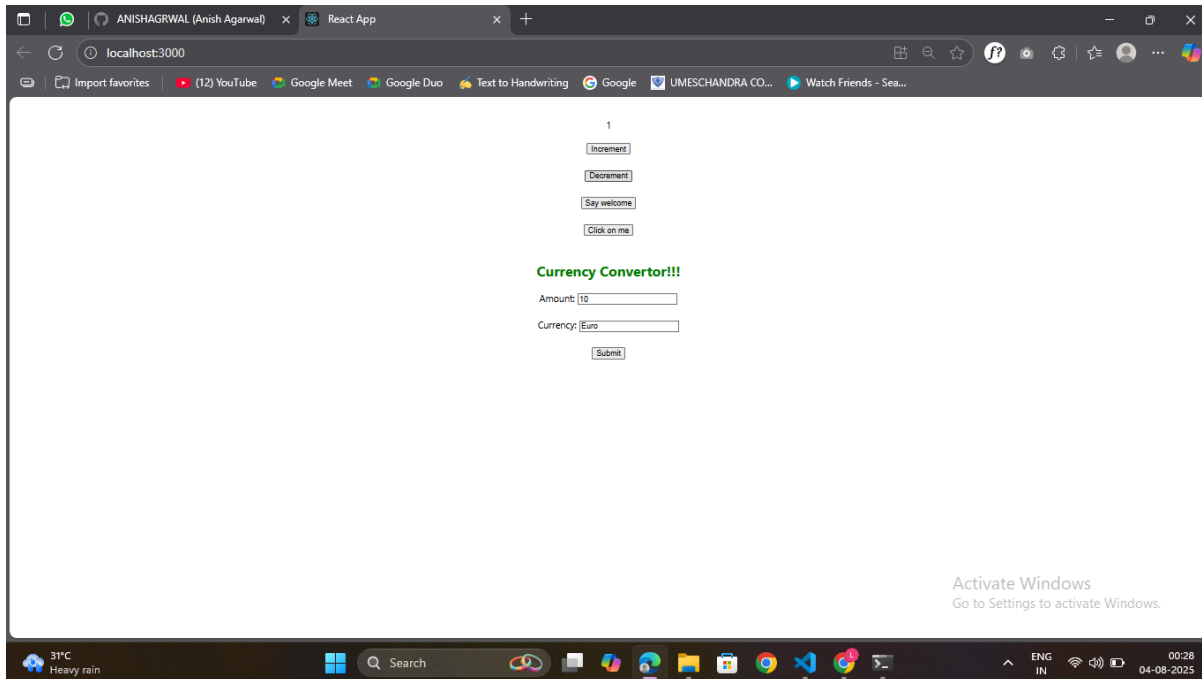 ANISHAGRWAL (Anish Agarwal)
React App
localhost:3000
Import favorites
(12) YouTube
Google Meet
Google Duo
Text to Handwriting
Google
UMESCHANDRA CO...
Watch Friends - Sea...
1
Increment
Decrement
Say welcome
Click on me
Currency Convertor!!!
Amount: 10
Currency: Euro
Submit
Activate Windows
Go to Settings to activate Windows.
31°C
Heavy rain
Search
ENG
IN
00:28
04-08-2025